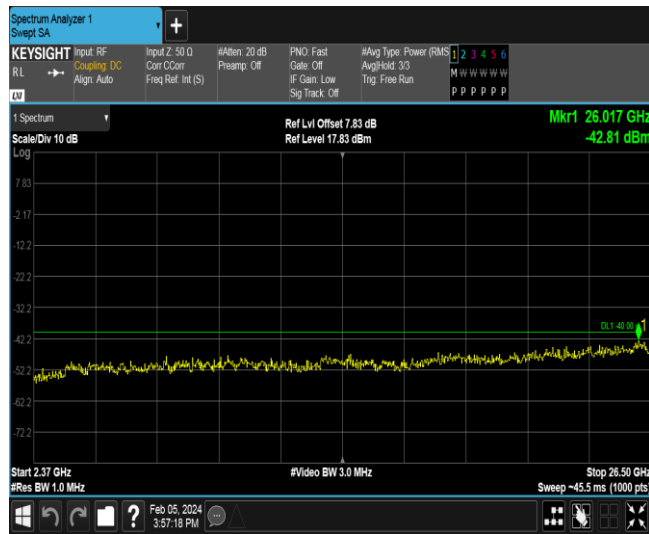 Spectrum Analyzer 1
Swept SA
KEYSIGHT
RL
LXI
Input: RF
Coupling: DC
Align: Auto
Input Z: 50 Ω
Corr CCorr
Freq Ref: Int (S)
#Atten: 20 dB
Preamp: Off
PNO: Fast
Gate: Off
IF Gain: Low
Sig Track: Off
#Avg Type: Power (RMS
Avg|Hold: 3/3
Trig: Free Run
1 2 3 4 5 6
M W W W W W
P P P P P P
1 Spectrum
Scale/Div 10 dB
Log
Ref Lvl Offset 7.83 dB
Ref Level 17.83 dBm
Mkr1 26.017 GHz
-42.81 dBm
7.83
-2.17
-12.2
-22.2
-32.2
DL1 -40.00
1
-42.2
-52.2
-62.2
-72.2
Start 2.37 GHz
#Res BW 1.0 MHz
#Video BW 3.0 MHz
Stop 26.50 GHz
Sweep ~45.5 ms (1000 pts
?
Feb 05, 2024
3:57:18 PM